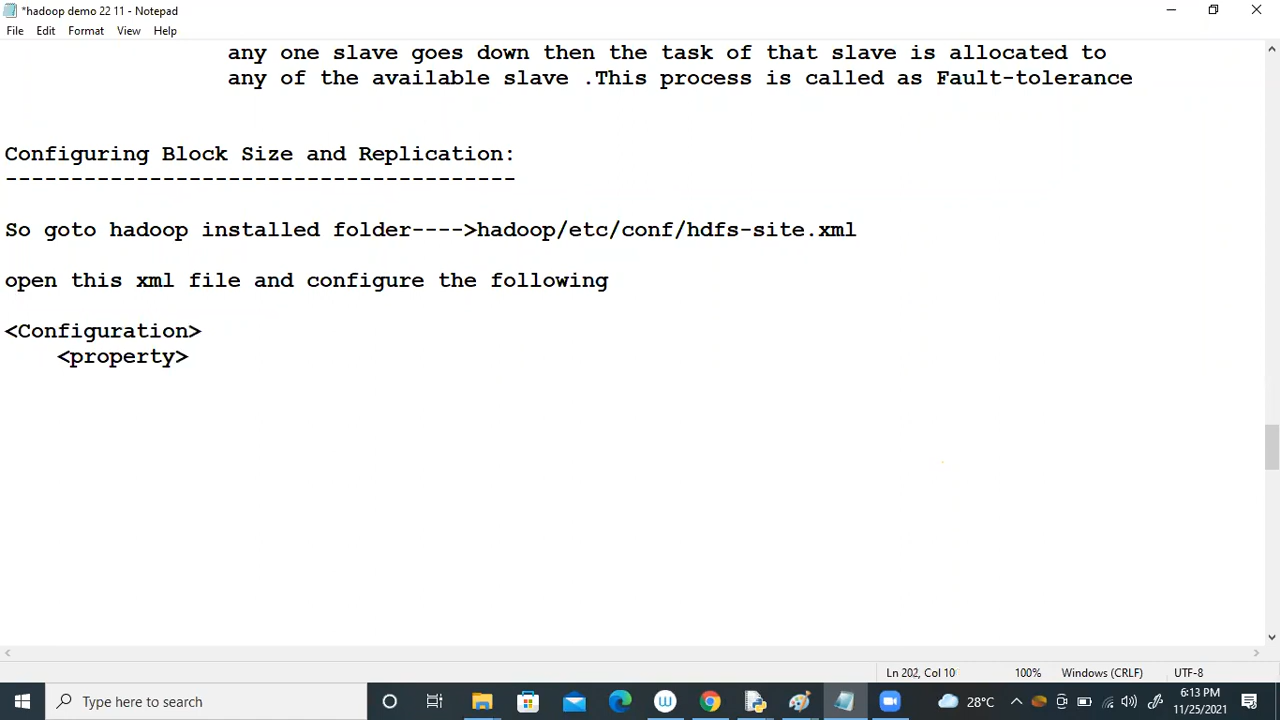 *hadoop demo 22 11 - Notepad
File Edit Format View Help
any one slave goes down then the task of that slave is allocated to
any of the available slave .This process is called as Fault-tolerance
Configuring Block Size and Replication:
---------------------------------------
So goto hadoop installed folder---->hadoop/etc/conf/hdfs-site.xml
open this xml file and configure the following
<Configuration>
<property>
Ln 202, Col 10 100% Windows (CRLF) UTF-8
Type here to search
28°C
6:13 PM
11/25/2021